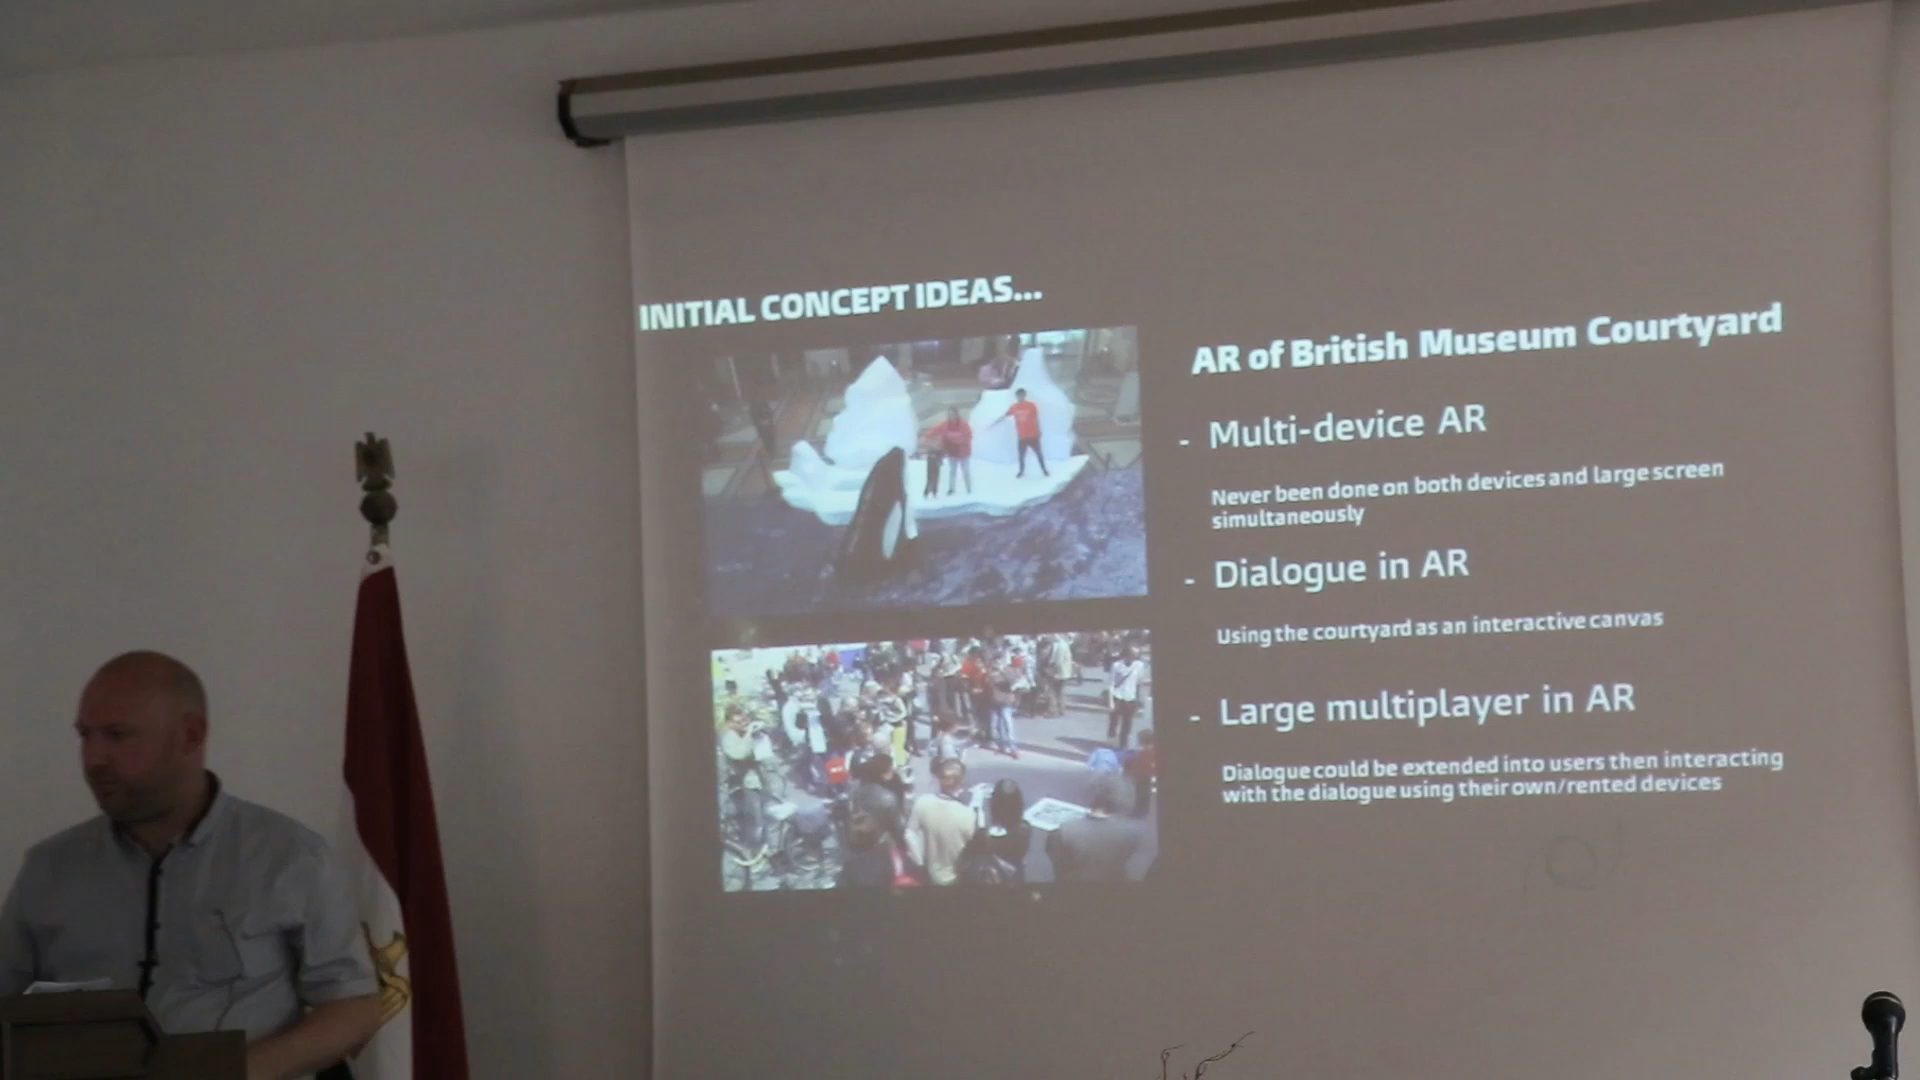 INITIAL CONCEPT IDEAS...
AR of British Museum Courtyard
- Multi-device AR
Never been done on both devices and large screen
simultaneously
- Dialogue in AR
Using the courtyard as an interactive canvas
- Large multiplayer in AR
Dialogue could be extended into users then interacting
with the dialogue using their own/rented devices